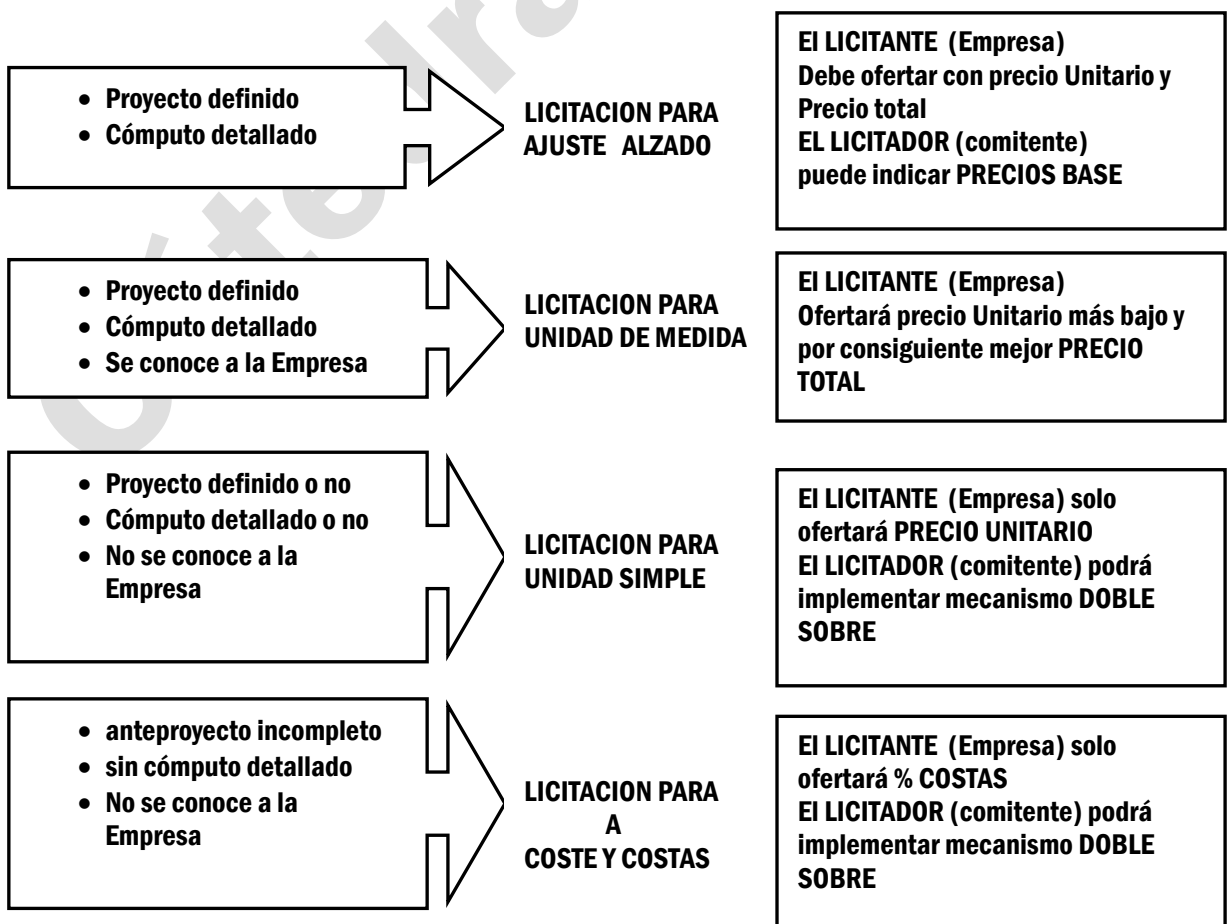 • Proyecto definido
• Cómputo detallado
LICITACION PARA
AJUSTE ALZADO
El LICITANTE (Empresa)
Debe ofertar con precio Unitario y
Precio total
EL LICITADOR (comitente)
puede indicar PRECIOS BASE
• Proyecto definido
• Cómputo detallado
• Se conoce a la Empresa
LICITACION PARA
UNIDAD DE MEDIDA
El LICITANTE (Empresa)
Ofertará precio Unitario más bajo y
por consiguiente mejor PRECIO
TOTAL
• Proyecto definido o no
• Cómputo detallado o no
• No se conoce a la
Empresa
LICITACION PARA
UNIDAD SIMPLE
El LICITANTE (Empresa) solo
ofertará PRECIO UNITARIO
El LICITADOR (comitente) podrá
implementar mecanismo DOBLE
SOBRE
• anteproyecto incompleto
• sin cómputo detallado
• No se conoce a la
Empresa
LICITACION PARA
A
COSTE Y COSTAS
El LICITANTE (Empresa) solo
ofertará % COSTAS
El LICITADOR (comitente) podrá
implementar mecanismo DOBLE
SOBRE